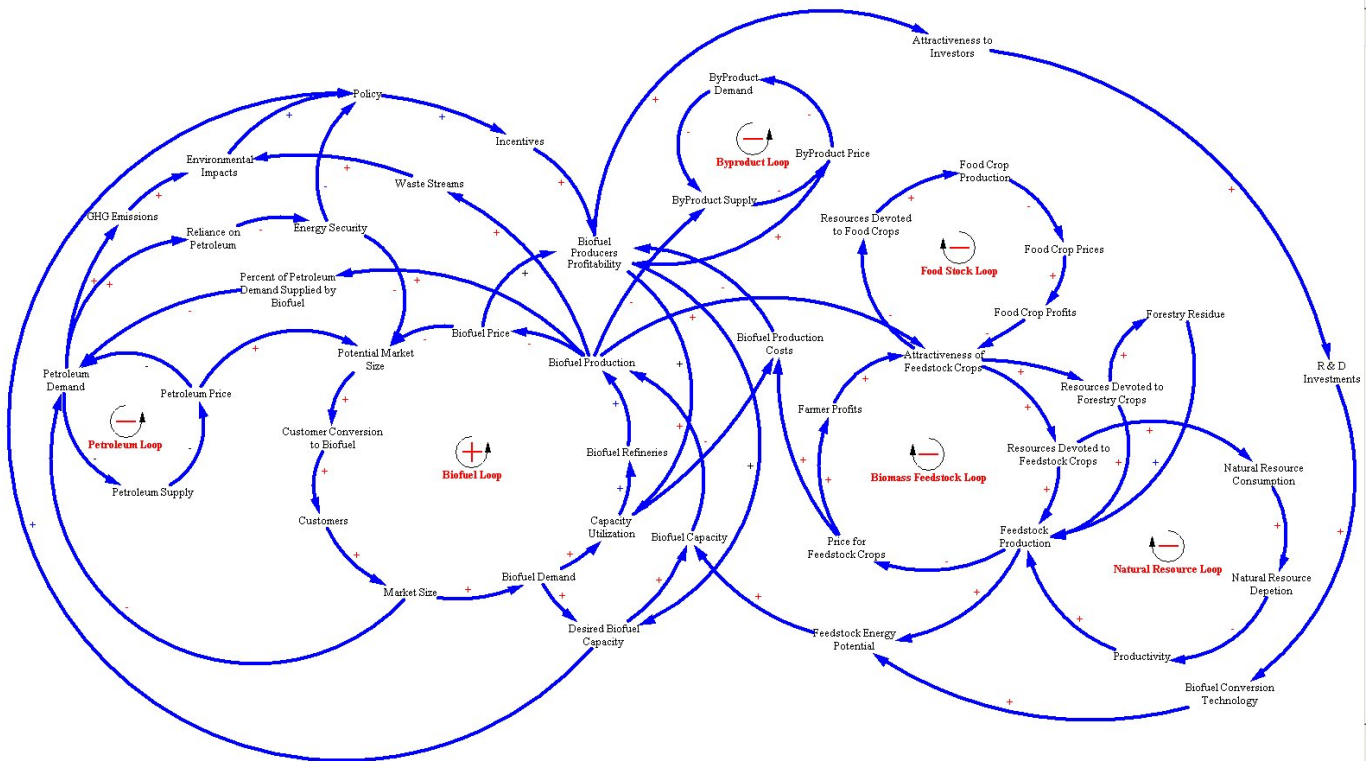 Attractiveness to
Investors
ByProduct
Demand
Policy
Incentives
Byproduct Loop
ByProduct Price
Environmental
Impacts
Waste Streams
Food Crop
Production
ByProduct Supply
GHG Emissions
Reliance on
Petroleum
Energy Security
Resources Devoted
to Food Crops
Biofuel
Producers
Profitability
Food Crop Prices
Food Stock Loop
Percent of Petroleum
Demand Supplied by
Biofuel
Food Crop Profits
Forestry Residue
Biofuel Price
Biofuel Production
Costs
Potential Market
Size
Biofuel Production
Attractiveness of
Feedstock Crops
R & D
Investments
Petroleum
Demand
Petroleum Price
Resources Devoted to
Forestry Crops
Farmer Profits
Petroleum Loop
Customer Conversion
to Biofuel
Biofuel Refineries
Resources Devoted to
Feedstock Crops
Biofuel Loop
Biomass Feedstock Loop
Natural Resource
Consumption
Petroleum Supply
Customers
Capacity
Utilization
Biofuel Capacity
Price for
Feedstock Crops
Feedstock
Production
Natural Resource Loop
Biofuel Demand
Market Size
Natural Resource
Depetion
Desired Biofuel
Capacity
Feedstock Energy
Potential
Productivity
Biofuel Conversion
Technology